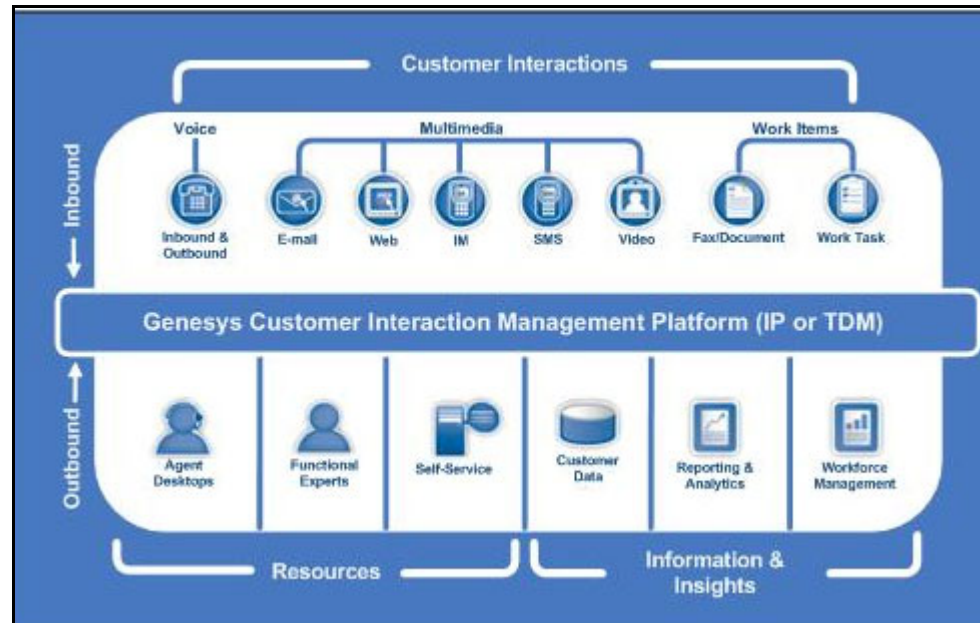 Customer Interactions
Voice
Multimedia
Work Items
Inbound
Inbound &
Outbound
E-mail
Web
IM
SMS
Video
Fax/Document
Work Task
Genesys Customer Interaction Management Platform (IP or TDM)
Outbound
Agent
Desktops
Functional
Experts
Self-Service
Customer
Data
Reporting &
Analytics
Workforce
Management
Resources
Information &
Insights